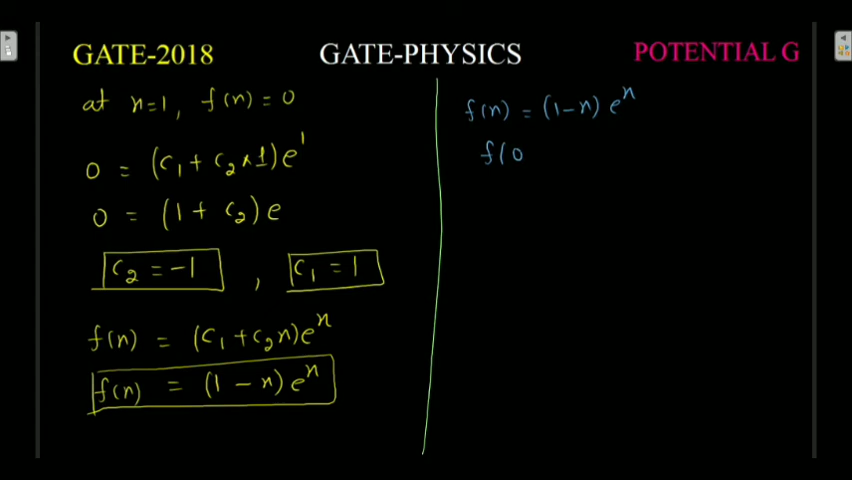 GATE-2018 GATE-PHYSICS POTENTIAL G
at x=1, f(x) = 0
0 = (c₁ + c₂×1)e¹
0 = (1 + c₂) e
c₂ = -1 , c₁ = 1
f(x) = (c₁+c₂x)eˣ
f(x) = (1 - x) eˣ
f(x) = (1-x) eˣ
f(0